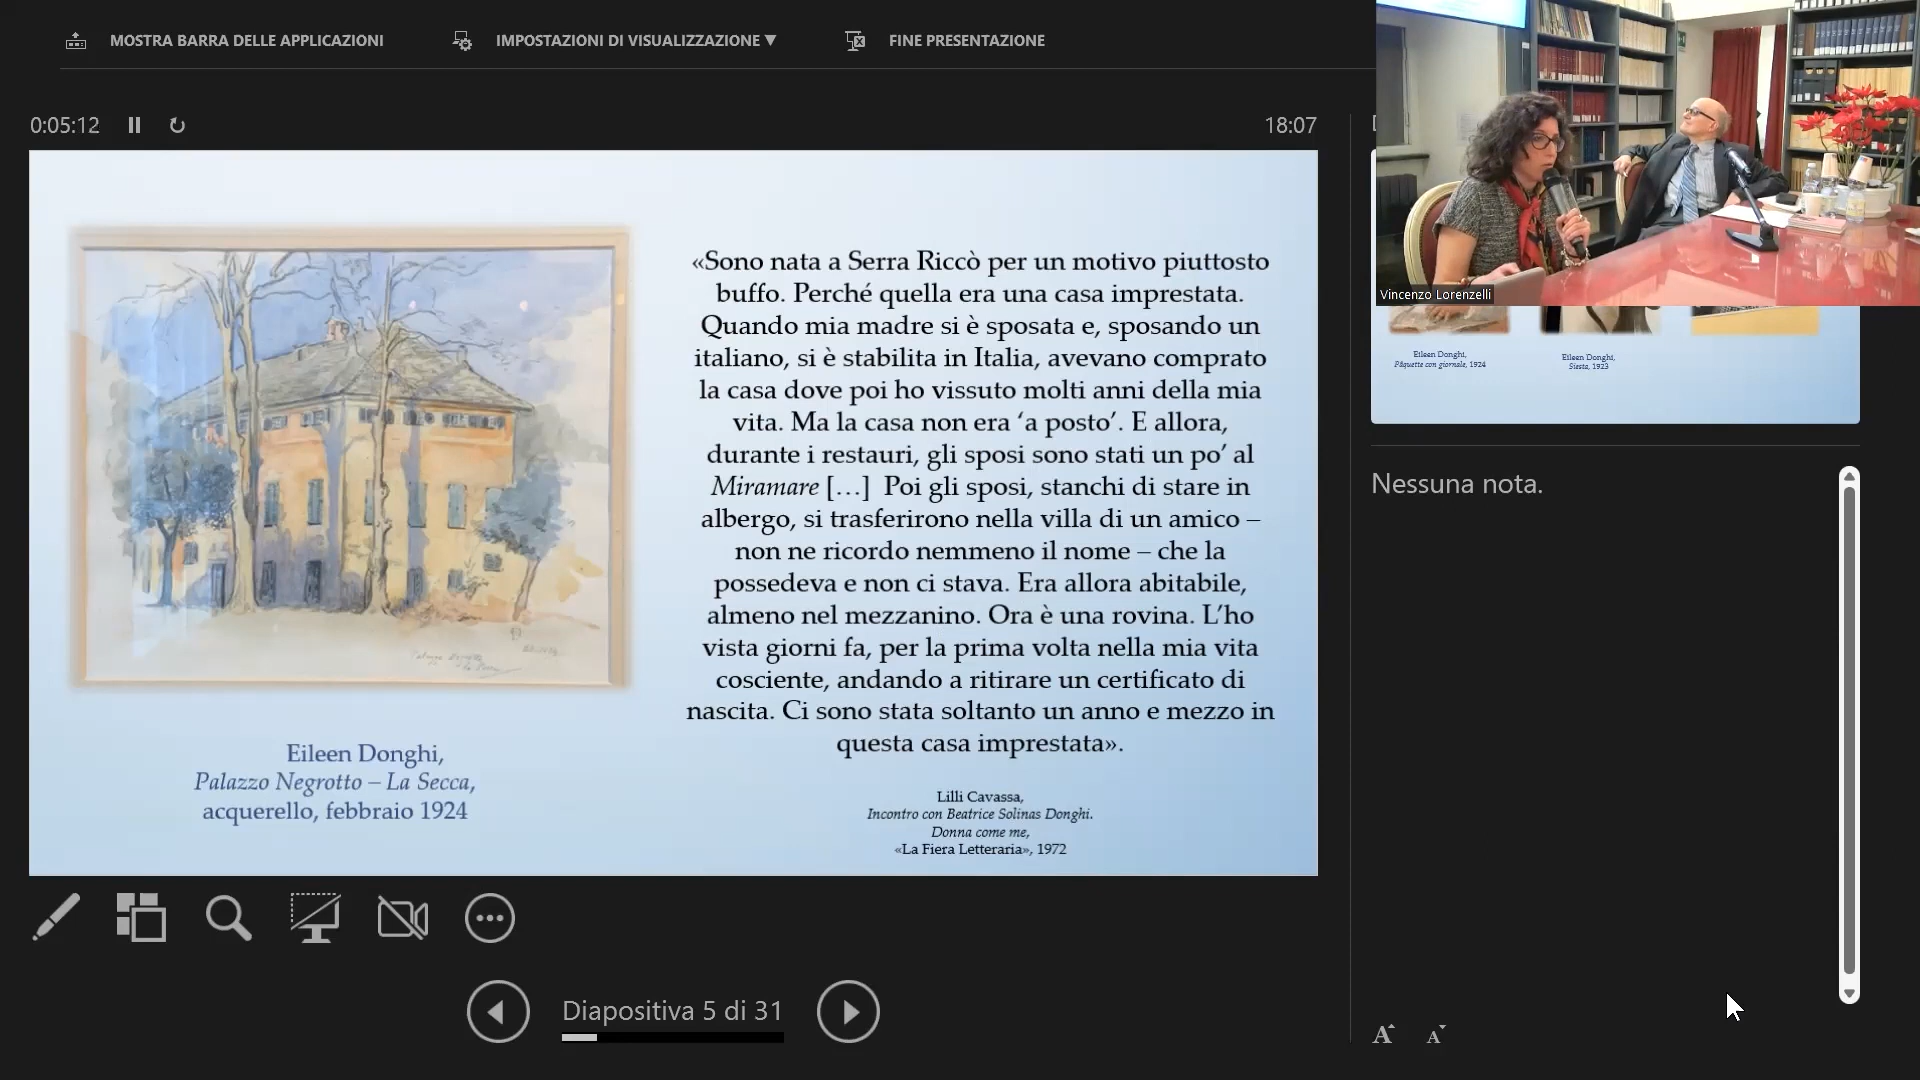 MOSTRA BARRA DELLE APPLICAZIONI
IMPOSTAZIONI DI VISUALIZZAZIONE ▼
FINE PRESENTAZIONE
0:05:12
18:07
«Sono nata a Serra Riccò per un motivo piuttosto
buffo. Perché quella era una casa imprestata.
Quando mia madre si è sposata e, sposando un
italiano, si è stabilita in Italia, avevano comprato
la casa dove poi ho vissuto molti anni della mia
vita. Ma la casa non era ‘a posto’. E allora,
durante i restauri, gli sposi sono stati un po’ al
Miramare […] Poi gli sposi, stanchi di stare in
albergo, si trasferirono nella villa di un amico –
non ne ricordo nemmeno il nome – che la
possedeva e non ci stava. Era allora abitabile,
almeno nel mezzanino. Ora è una rovina. L’ho
vista giorni fa, per la prima volta nella mia vita
cosciente, andando a ritirare un certificato di
nascita. Ci sono stata soltanto un anno e mezzo in
questa casa imprestata».
Lilli Cavassa,
Incontro con Beatrice Solinas Donghi.
Donna come me,
«La Fiera Letteraria», 1972
Eileen Donghi,
Palazzo Negrotto – La Secca,
acquerello, febbraio 1924
Vincenzo Lorenzelli
Eileen Donghi,
Pâquette con giornale, 1924
Eileen Donghi,
Siesta, 1923
Nessuna nota.
Diapositiva 5 di 31
A A